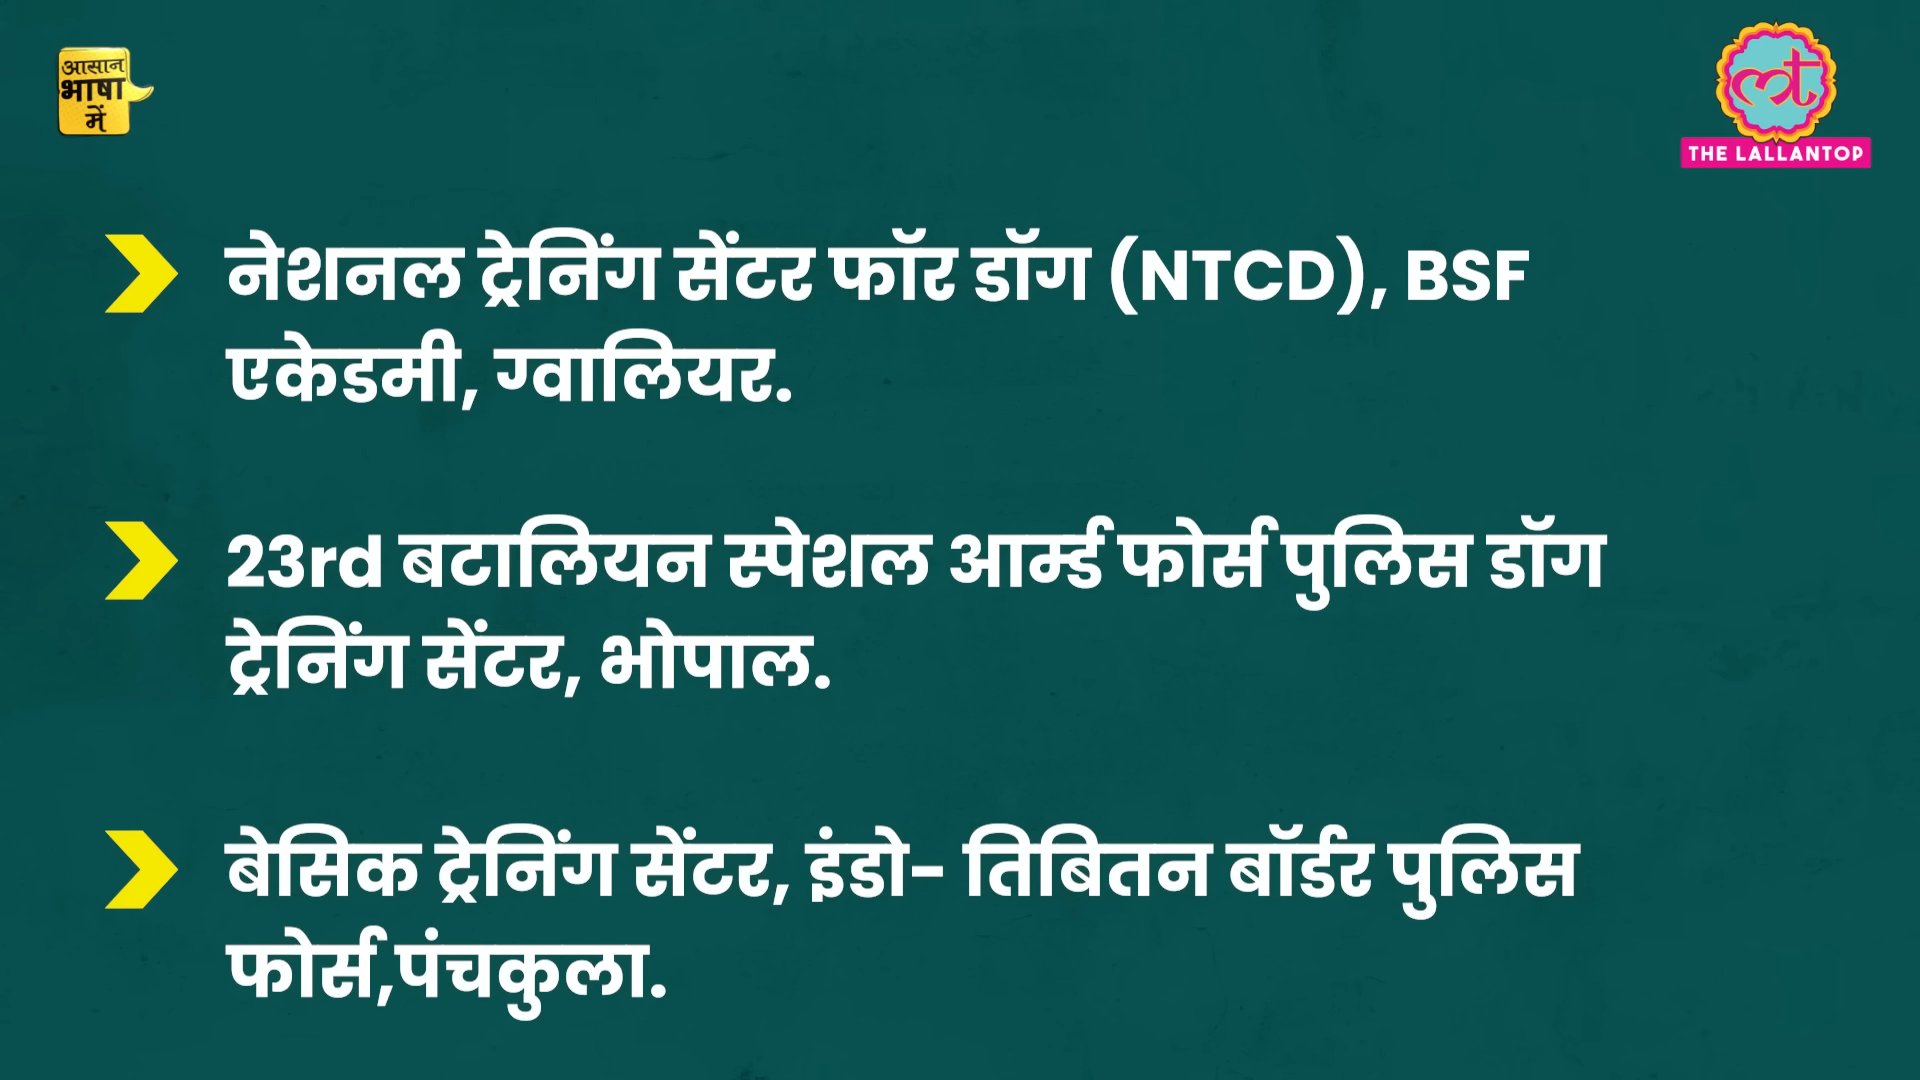 आसान
भाषा
में
THE LALLANTOP
नेशनल ट्रेनिंग सेंटर फॉर डॉग (NTCD), BSF
एकेडमी, ग्वालियर.
23rd बटालियन स्पेशल आर्म्ड फोर्स पुलिस डॉग
ट्रेनिंग सेंटर, भोपाल.
बेसिक ट्रेनिंग सेंटर, इंडो- तिबितन बॉर्डर पुलिस
फोर्स,पंचकुला.